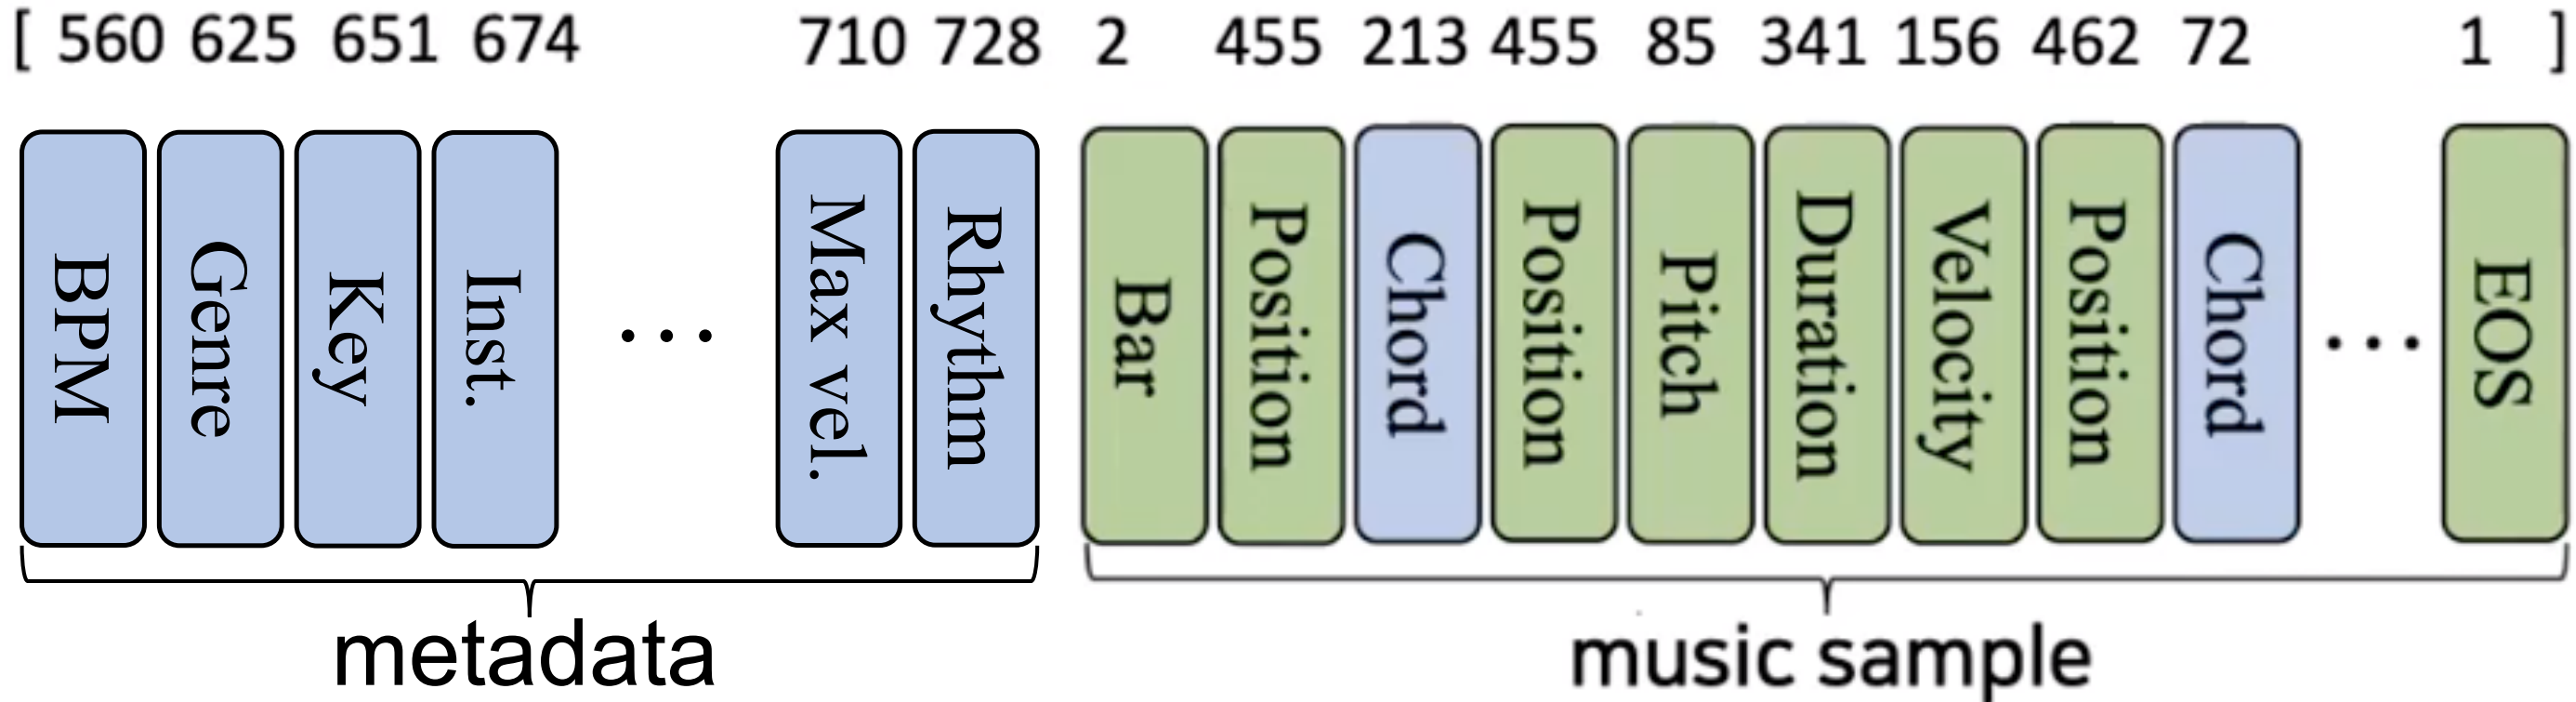 [ 560 625 651 674 710 728 2 455 213 455 85 341 156 462 72 1 ]
BPM
Genre
Key
Inst.
...
Max vel.
Rhythm
Bar
Position
Chord
Position
Pitch
Duration
Velocity
Position
Chord
...
EOS
metadata
music sample